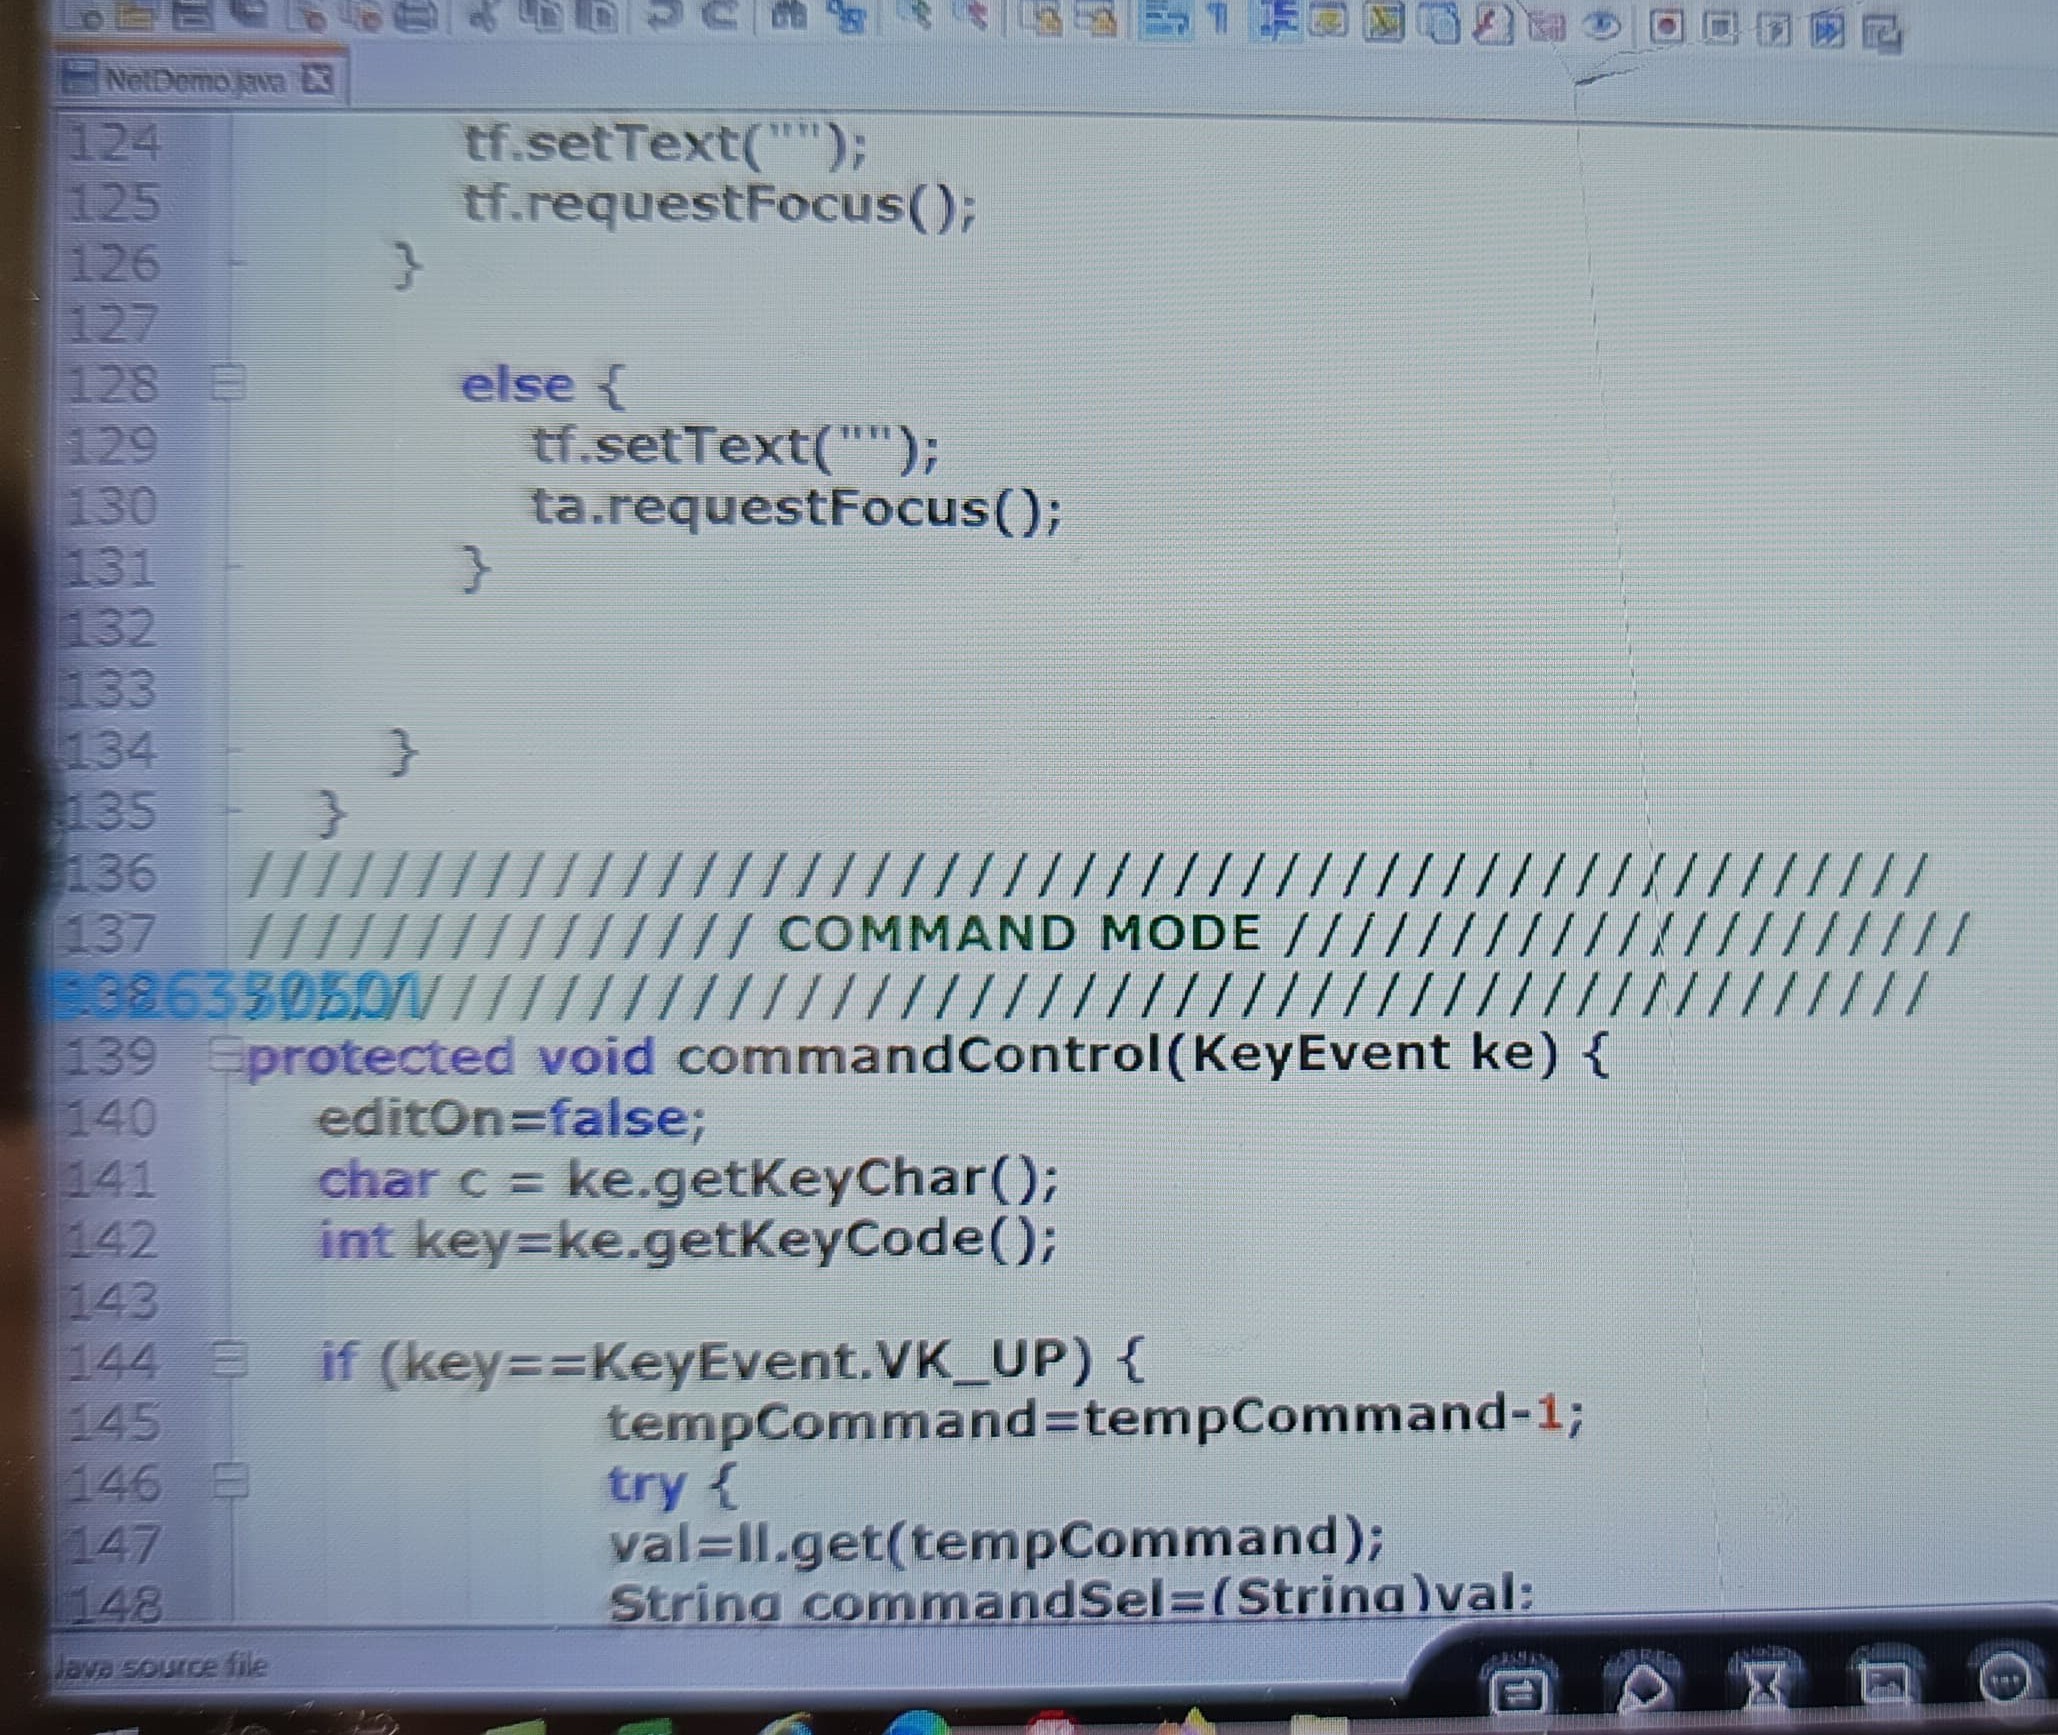 NetDemo.java
124 tf.setText("");
125 tf.requestFocus();
126 }
127
128 else {
129 tf.setText("");
130 ta.requestFocus();
131 }
132
133
134 }
135 }
136 /////////////////////////////////////////////////
137 /////////////// COMMAND MODE ////////////////////
////////////////////////////////////////////
139 protected void commandControl(KeyEvent ke) {
140 editOn=false;
141 char c = ke.getKeyChar();
142 int key=ke.getKeyCode();
143
144 if (key==KeyEvent.VK_UP) {
145 tempCommand=tempCommand-1;
146 try {
147 val=ll.get(tempCommand);
148 String commandSel=(String)val;
Java source file